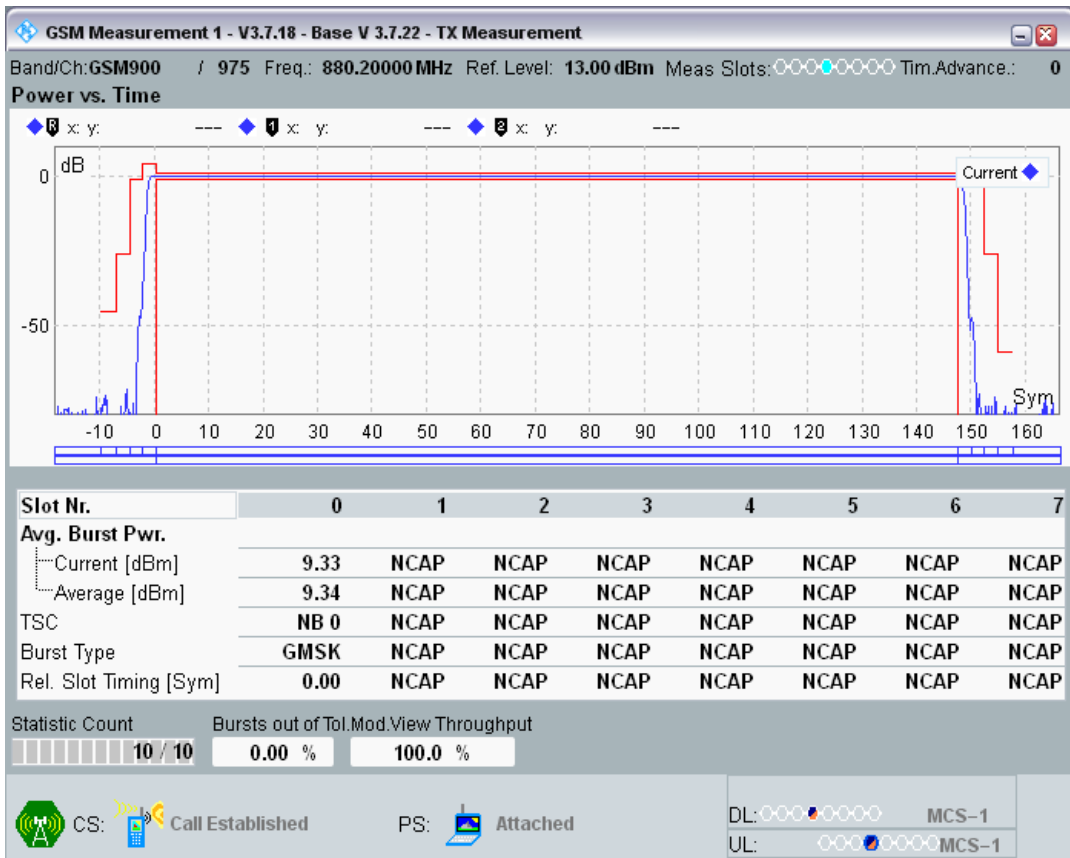 GSM Measurement 1 - V3.7.18 - Base V 3.7.22 - TX Measurement
Band/Ch:GSM900 / 975 Freq.: 880.20000 MHz Ref. Level: 13.00 dBm Meas Slots: Tim.Advance.: 0
Power vs. Time
R x: y: --- 1 x: y: --- 2 x: y: ---
dB
0
Current
-50
Sym
-10 0 10 20 30 40 50 60 70 80 90 100 110 120 130 140 150 160
Slot Nr. 0 1 2 3 4 5 6 7
Avg. Burst Pwr.
Current [dBm] 9.33 NCAP NCAP NCAP NCAP NCAP NCAP NCAP
Average [dBm] 9.34 NCAP NCAP NCAP NCAP NCAP NCAP NCAP
TSC NB 0 NCAP NCAP NCAP NCAP NCAP NCAP NCAP
Burst Type GMSK NCAP NCAP NCAP NCAP NCAP NCAP NCAP
Rel. Slot Timing [Sym] 0.00 NCAP NCAP NCAP NCAP NCAP NCAP NCAP
Statistic Count Bursts out of Tol.Mod.View Throughput
10 / 10 0.00 % 100.0 %
CS: Call Established PS: Attached
DL: MCS-1
UL: MCS-1